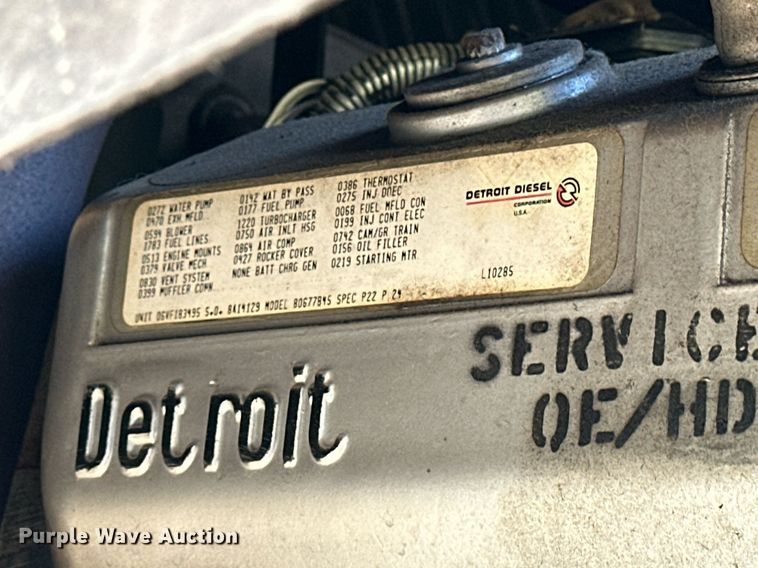 0272 WATER PUMP
0470 EXH MFLD
0594 BLOWER
1783 FUEL LINES
0513 ENGINE MOUNTS
0379 VALVE MECH
0830 VENT SYSTEM
0399 MUFFLER CONN
0142 WAT BY PASS
0177 FUEL PUMP
1220 TURBOCHARGER
0750 AIR INLT HSG
0864 AIR COMP
0427 ROCKER COVER
NONE BATT CHRG GEN
0386 THERMOSTAT
0275 INJ DDEC
0068 FUEL MFLD CON
0199 INJ CONT ELEC
0742 CAM/GR TRAIN
0156 OIL FILLER
0219 STARTING MTR
DETROIT DIESEL
CORPORATION
U.S.A.
L10285
UNIT 06VF183495 S.O. 8A14129 MODEL 80677B45 SPEC P22 P 24
Detroit
SERVICE
OE/HD
Purple Wave Auction